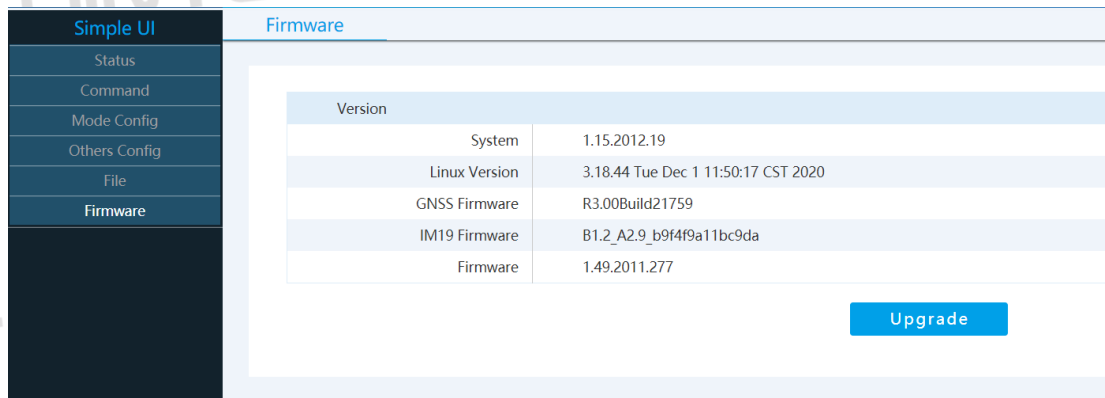 Simple UI
Status
Command
Mode Config
Others Config
File
Firmware
Firmware
Version
System 1.15.2012.19
Linux Version 3.18.44 Tue Dec 1 11:50:17 CST 2020
GNSS Firmware R3.00Build21759
IM19 Firmware B1.2_A2.9_b9f4f9a11bc9da
Firmware 1.49.2011.277
Upgrade